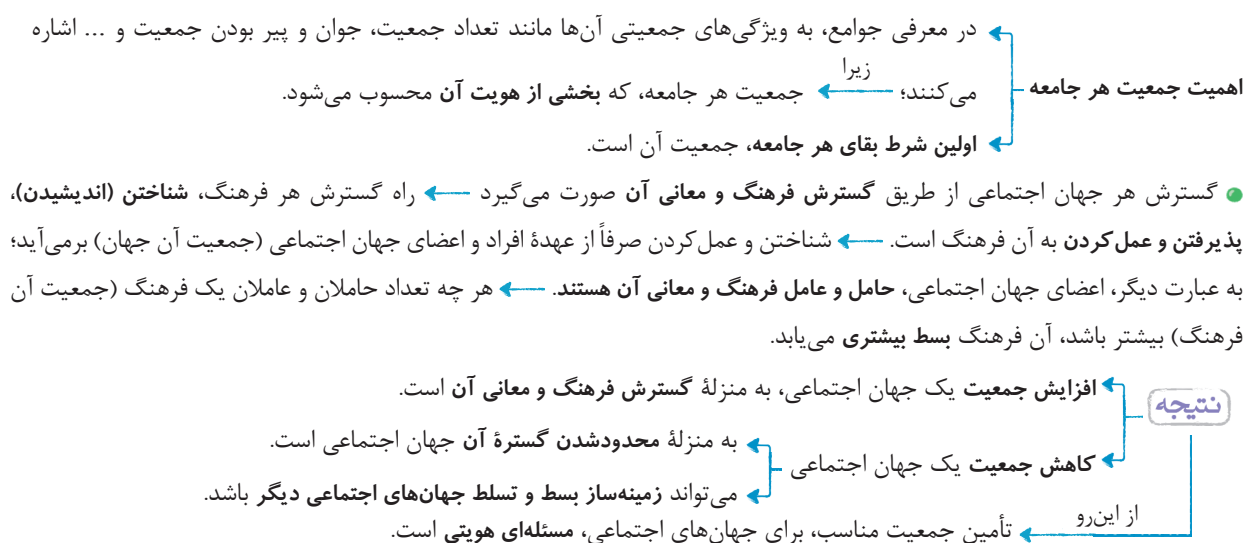 در معرفی جوامع، به ویژگی‌های جمعیتی آن‌ها مانند تعداد جمعیت، جوان و پیر بودن جمعیت و ... اشاره
اهمیت جمعیت هر جامعه
می‌کنند؛ زیرا جمعیت هر جامعه، که بخشی از هویت آن محسوب می‌شود.
اولین شرط بقای هر جامعه، جمعیت آن است.
گسترش هر جهان اجتماعی از طریق گسترش فرهنگ و معانی آن صورت می‌گیرد ← راه گسترش هر فرهنگ، شناختن (اندیشیدن)،
پذیرفتن و عمل‌کردن به آن فرهنگ است. ← شناختن و عمل‌کردن صرفاً از عهدۀ افراد و اعضای جهان اجتماعی (جمعیت آن جهان) برمی‌آید؛
به عبارت دیگر، اعضای جهان اجتماعی، حامل و عامل فرهنگ و معانی آن هستند. ← هر چه تعداد حاملان و عاملان یک فرهنگ (جمعیت آن
فرهنگ) بیشتر باشد، آن فرهنگ بسط بیشتری می‌یابد.
نتیجه
افزایش جمعیت یک جهان اجتماعی، به منزلۀ گسترش فرهنگ و معانی آن است.
کاهش جمعیت یک جهان اجتماعی
به منزلۀ محدودشدن گسترۀ آن جهان اجتماعی است.
می‌تواند زمینه‌ساز بسط و تسلط جهان‌های اجتماعی دیگر باشد.
از این‌رو ← تأمین جمعیت مناسب، برای جهان‌های اجتماعی، مسئله‌ای هویتی است.